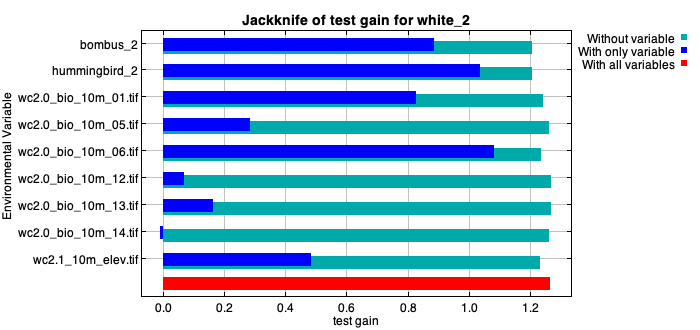 Jackknife of test gain for white_2
Without variable
With only variable
With all variables
Environmental Variable
bombus_2
hummingbird_2
wc2.0_bio_10m_01.tif
wc2.0_bio_10m_05.tif
wc2.0_bio_10m_06.tif
wc2.0_bio_10m_12.tif
wc2.0_bio_10m_13.tif
wc2.0_bio_10m_14.tif
wc2.1_10m_elev.tif
0.0 0.2 0.4 0.6 0.8 1.0 1.2
test gain